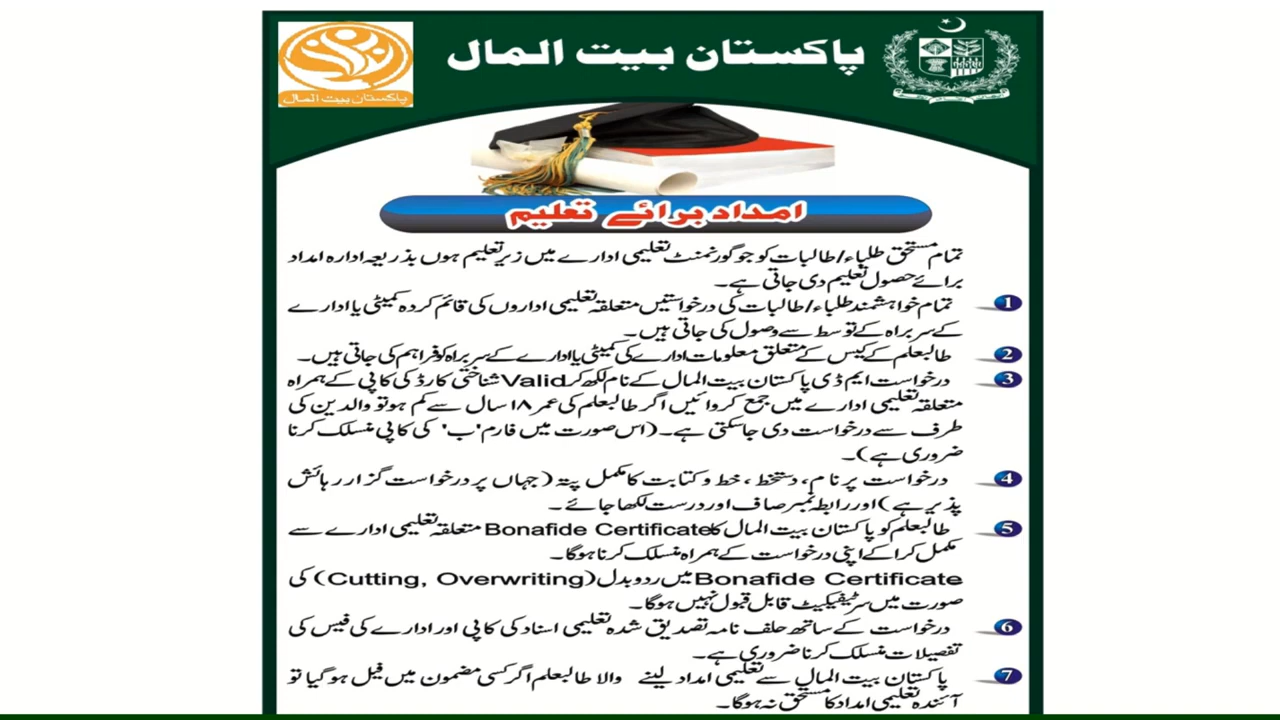 پاکستان بیت المال
پاکستان بیت المال
امداد برائے تعلیم
تمام مستحق طلباء/طالبات کو جو گورنمنٹ تعلیمی ادارے میں زیر تعلیم ہوں بذریعہ ادارہ امداد
برائے حصول تعلیم دی جاتی ہے۔
1 تمام خواہشمند طلباء/طالبات کی درخواستیں متعلقہ تعلیمی اداروں کی قائم کردہ کمیٹی یا ادارے
کے سربراہ کے توسط سے وصول کی جاتی ہیں۔
2 طالبعلم کے کیس کے متعلق معلومات ادارے کی کمیٹی یا ادارے کے سربراہ کو فراہم کی جاتی ہیں۔
3 درخواست ایم ڈی پاکستان بیت المال کے نام لکھ کر Valid شناختی کارڈ کی کاپی کے ہمراہ
متعلقہ تعلیمی ادارے میں جمع کروائیں اگر طالبعلم کی عمر ۱۸ سال سے کم ہو تو والدین کی
طرف سے درخواست دی جاسکتی ہے۔ (اس صورت میں فارم 'ب' کی کاپی منسلک کرنا
ضروری ہے)۔
4 درخواست پر نام، دستخط، خط و کتابت کا مکمل پتہ (جہاں پر درخواست گزار رہائش
پذیر ہے) اور رابطہ نمبر صاف اور درست لکھا جائے۔
5 طالبعلم کو پاکستان بیت المال کا Bonafide Certificate متعلقہ تعلیمی ادارے سے
مکمل کرا کے اپنی درخواست کے ہمراہ منسلک کرنا ہوگا۔
Bonafide Certificate میں ردوبدل (Cutting, Overwriting) کی
صورت میں سرٹیفیکیٹ قابل قبول نہیں ہوگا۔
6 درخواست کے ساتھ حلف نامہ تصدیق شدہ تعلیمی اسناد کی کاپی اور ادارے کی فیس کی
تفصیلات منسلک کرنا ضروری ہے۔
7 پاکستان بیت المال سے تعلیمی امداد لینے والا طالبعلم اگر کسی مضمون میں فیل ہوگیا تو
آئندہ تعلیمی امداد کا مستحق نہ ہوگا۔